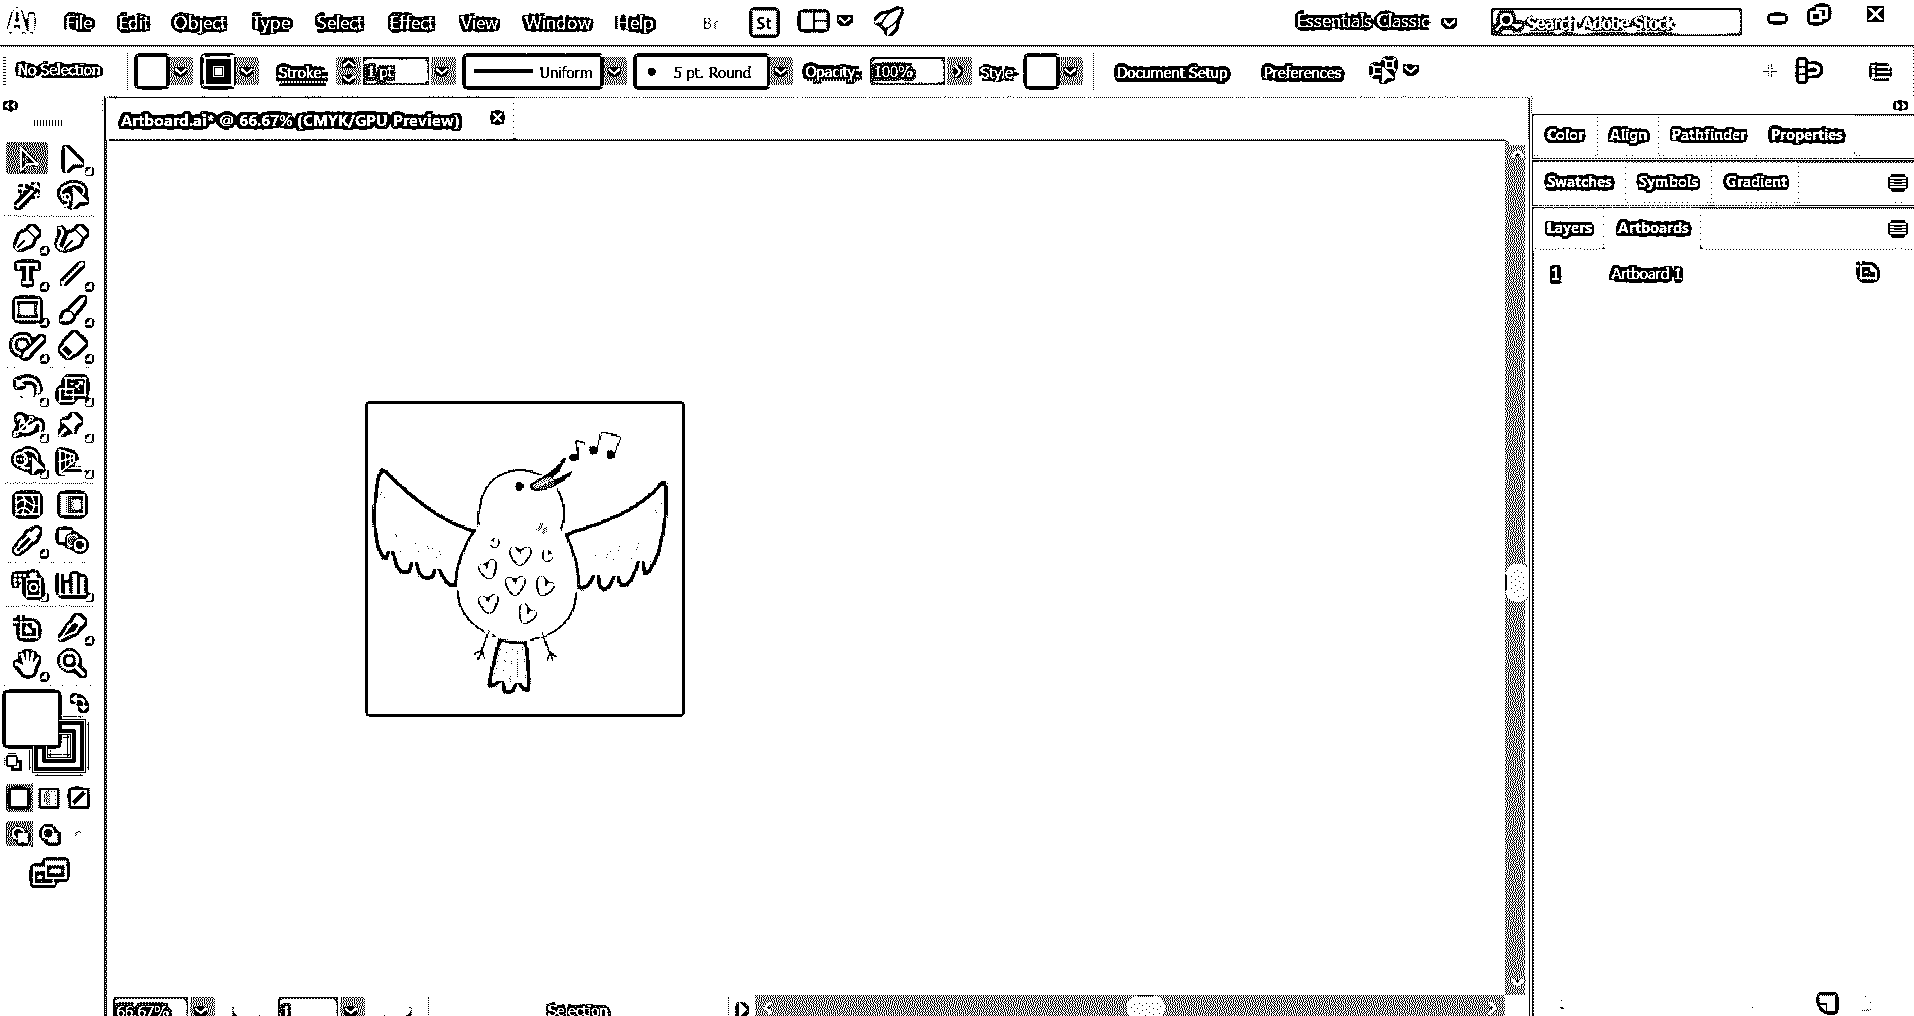 Ai File Edit Object Type Select Effect View Window Help Br St Essentials Classic Search Adobe Stock
No Selection Stroke: 1 pt Uniform 5 pt. Round Opacity: 100% Style: Document Setup Preferences
Artboard.ai* @ 66.67% (CMYK/GPU Preview)
Color Align Pathfinder Properties
Swatches Symbols Gradient
Layers Artboards
1 Artboard 1
66.67% 1 Selection